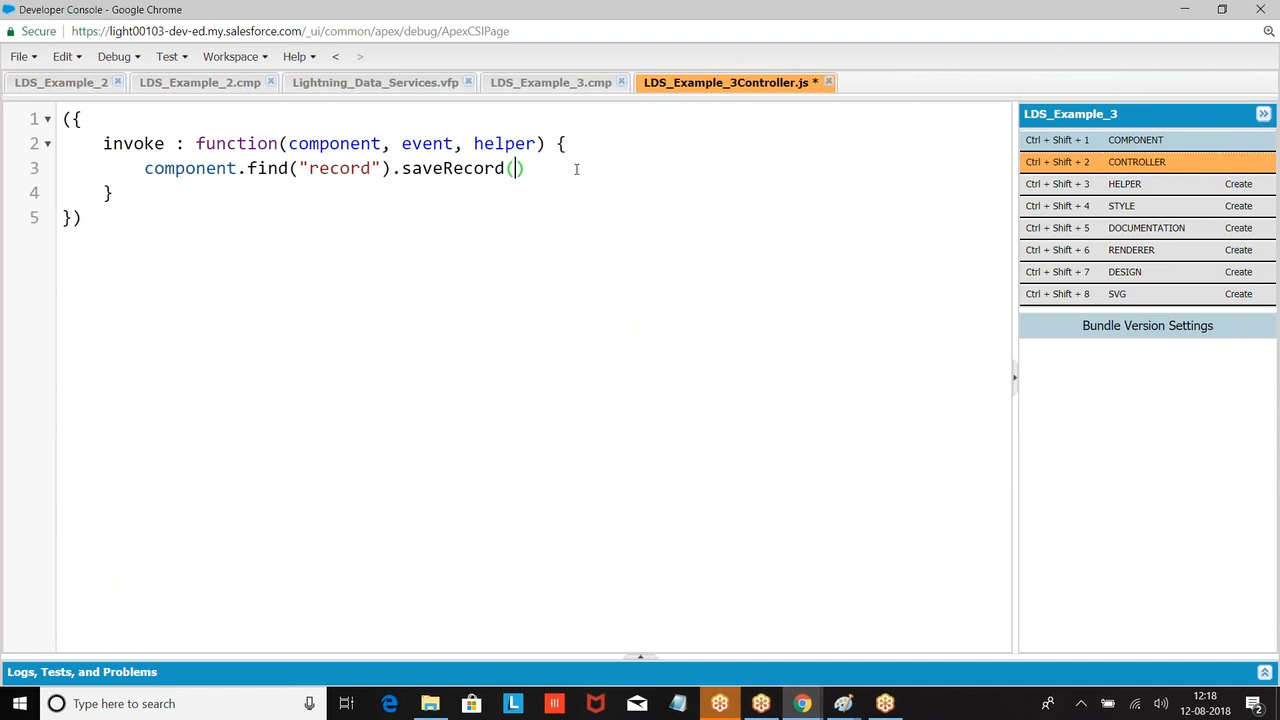 Developer Console - Google Chrome
Secure | https://light00103-dev-ed.my.salesforce.com/_ui/common/apex/debug/ApexCSIPage
File Edit Debug Test Workspace Help < >
LDS_Example_2 LDS_Example_2.cmp Lightning_Data_Services.vfp LDS_Example_3.cmp LDS_Example_3Controller.js *
1 ({
2 invoke : function(component, event, helper) {
3 component.find("record").saveRecord()
4 }
5 })
LDS_Example_3
Ctrl + Shift + 1 COMPONENT
Ctrl + Shift + 2 CONTROLLER
Ctrl + Shift + 3 HELPER Create
Ctrl + Shift + 4 STYLE Create
Ctrl + Shift + 5 DOCUMENTATION Create
Ctrl + Shift + 6 RENDERER Create
Ctrl + Shift + 7 DESIGN Create
Ctrl + Shift + 8 SVG Create
Bundle Version Settings
Logs, Tests, and Problems
Type here to search
12:18
12-08-2018
2